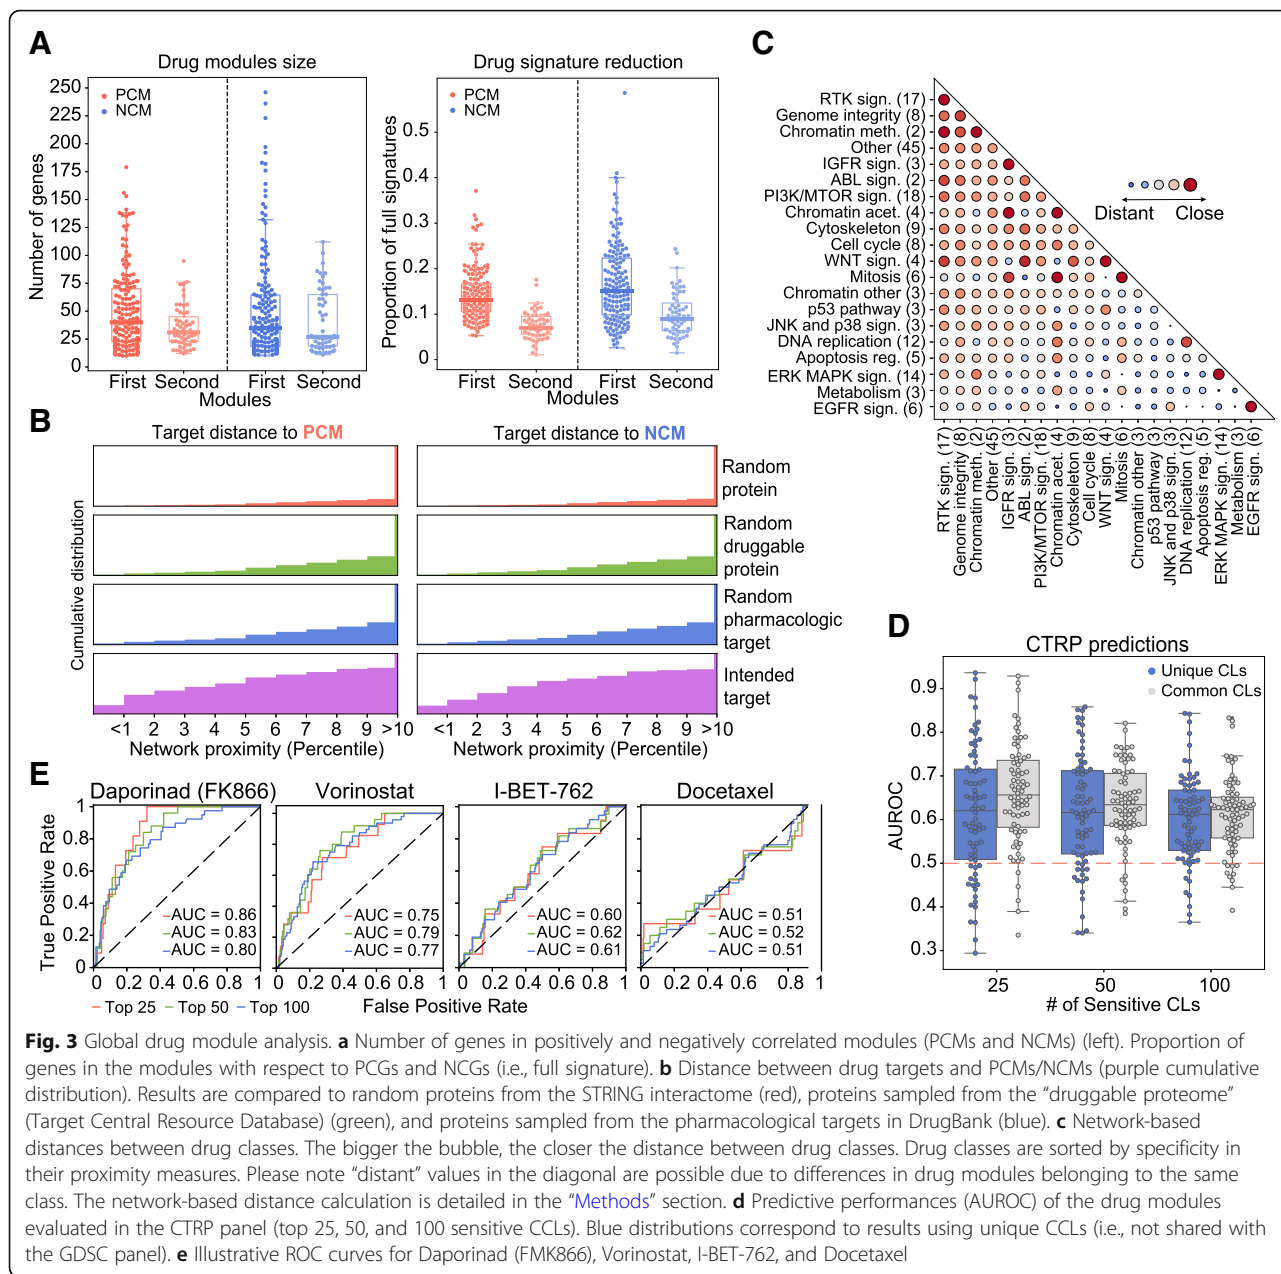 A
Drug modules size
PCM
NCM
Number of genes
250
225
200
175
150
125
100
75
50
25
0
First Second First Second
Modules
Drug signature reduction
PCM
NCM
Proportion of full signatures
0.5
0.4
0.3
0.2
0.1
0
First Second First Second
Modules
B
Target distance to PCM
Target distance to NCM
Cumulative distribution
Random
protein
Random
druggable
protein
Random
pharmacologic
target
Intended
target
<1 2 3 4 5 6 7 8 9 >10
Network proximity (Percentile)
<1 2 3 4 5 6 7 8 9 >10
Network proximity (Percentile)
C
RTK sign. (17)
Genome integrity (8)
Chromatin meth. (2)
Other (45)
IGFR sign. (3)
ABL sign. (2)
PI3K/MTOR sign. (18)
Chromatin acet. (4)
Cytoskeleton (9)
Cell cycle (8)
WNT sign. (4)
Mitosis (6)
Chromatin other (3)
p53 pathway (3)
JNK and p38 sign. (3)
DNA replication (12)
Apoptosis reg. (5)
ERK MAPK sign. (14)
Metabolism (3)
EGFR sign. (6)
Distant Close
RTK sign. (17)
Genome integrity (8)
Chromatin meth. (2)
Other (45)
IGFR sign. (3)
ABL sign. (2)
PI3K/MTOR sign. (18)
Chromatin acet. (4)
Cytoskeleton (9)
Cell cycle (8)
WNT sign. (4)
Mitosis (6)
Chromatin other (3)
p53 pathway (3)
JNK and p38 sign. (3)
DNA replication (12)
Apoptosis reg. (5)
ERK MAPK sign. (14)
Metabolism (3)
EGFR sign. (6)
D
CTRP predictions
Unique CLs
Common CLs
AUROC
0.9
0.8
0.7
0.6
0.5
0.4
0.3
25 50 100
# of Sensitive CLs
E
Daporinad (FK866)
Vorinostat
I-BET-762
Docetaxel
True Positive Rate
1
0.8
0.6
0.4
0.2
0
AUC = 0.86
AUC = 0.83
AUC = 0.80
AUC = 0.75
AUC = 0.79
AUC = 0.77
AUC = 0.60
AUC = 0.62
AUC = 0.61
AUC = 0.51
AUC = 0.52
AUC = 0.51
0 0.2 0.4 0.6 0.8 1
0.2 0.4 0.6 0.8 1
0.2 0.4 0.6 0.8 1
0.2 0.4 0.6 0.8 1
Top 25 Top 50 Top 100
False Positive Rate
Fig. 3 Global drug module analysis. a Number of genes in positively and negatively correlated modules (PCMs and NCMs) (left). Proportion of
genes in the modules with respect to PCGs and NCGs (i.e., full signature). b Distance between drug targets and PCMs/NCMs (purple cumulative
distribution). Results are compared to random proteins from the STRING interactome (red), proteins sampled from the “druggable proteome”
(Target Central Resource Database) (green), and proteins sampled from the pharmacological targets in DrugBank (blue). c Network-based
distances between drug classes. The bigger the bubble, the closer the distance between drug classes. Drug classes are sorted by specificity in
their proximity measures. Please note “distant” values in the diagonal are possible due to differences in drug modules belonging to the same
class. The network-based distance calculation is detailed in the “Methods” section. d Predictive performances (AUROC) of the drug modules
evaluated in the CTRP panel (top 25, 50, and 100 sensitive CCLs). Blue distributions correspond to results using unique CCLs (i.e., not shared with
the GDSC panel). e Illustrative ROC curves for Daporinad (FMK866), Vorinostat, I-BET-762, and Docetaxel